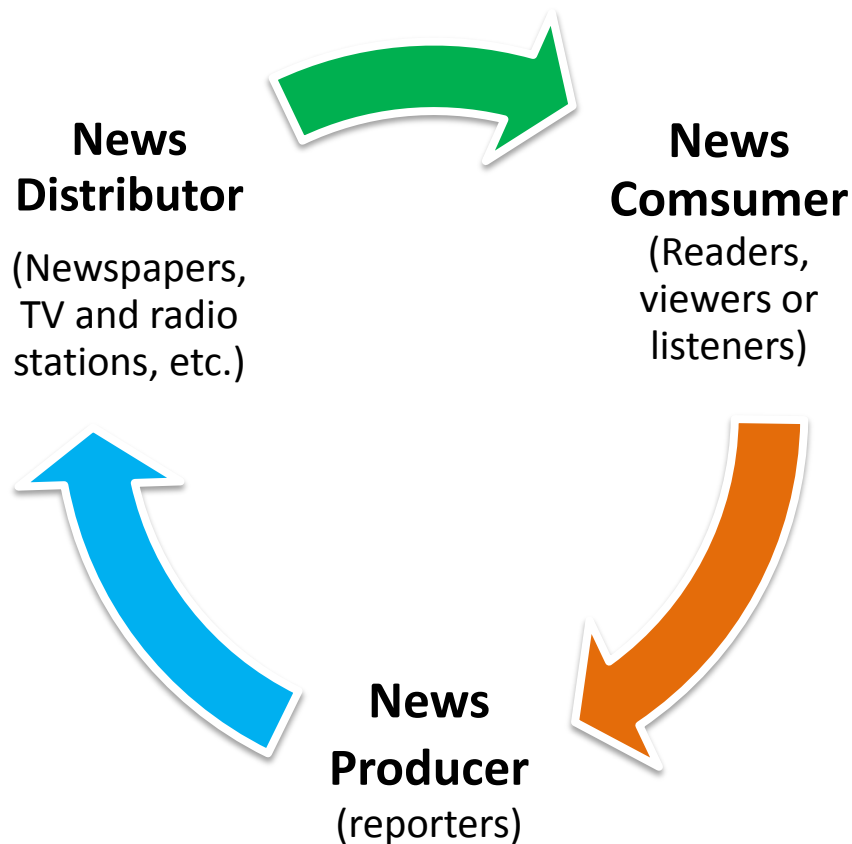 News
Distributor
(Newspapers,
TV and radio
stations, etc.)
News
Comsumer
(Readers,
viewers or
listeners)
News
Producer
(reporters)